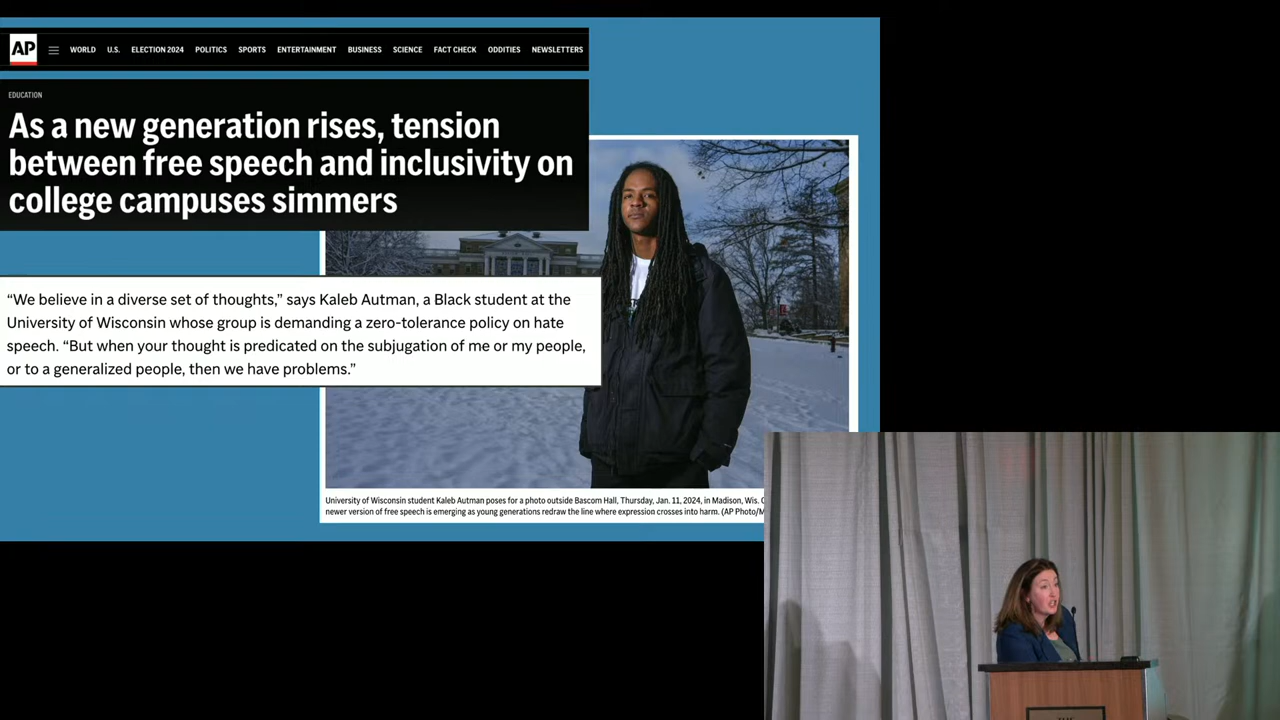 AP
WORLD U.S. ELECTION 2024 POLITICS SPORTS ENTERTAINMENT BUSINESS SCIENCE FACT CHECK ODDITIES NEWSLETTERS
EDUCATION
As a new generation rises, tension
between free speech and inclusivity on
college campuses simmers
“We believe in a diverse set of thoughts,” says Kaleb Autman, a Black student at the
University of Wisconsin whose group is demanding a zero-tolerance policy on hate
speech. “But when your thought is predicated on the subjugation of me or my people,
or to a generalized people, then we have problems.”
University of Wisconsin student Kaleb Autman poses for a photo outside Bascom Hall, Thursday, Jan. 11, 2024, in Madison, Wis.
newer version of free speech is emerging as young generations redraw the line where expression crosses into harm. (AP Photo/M
THE